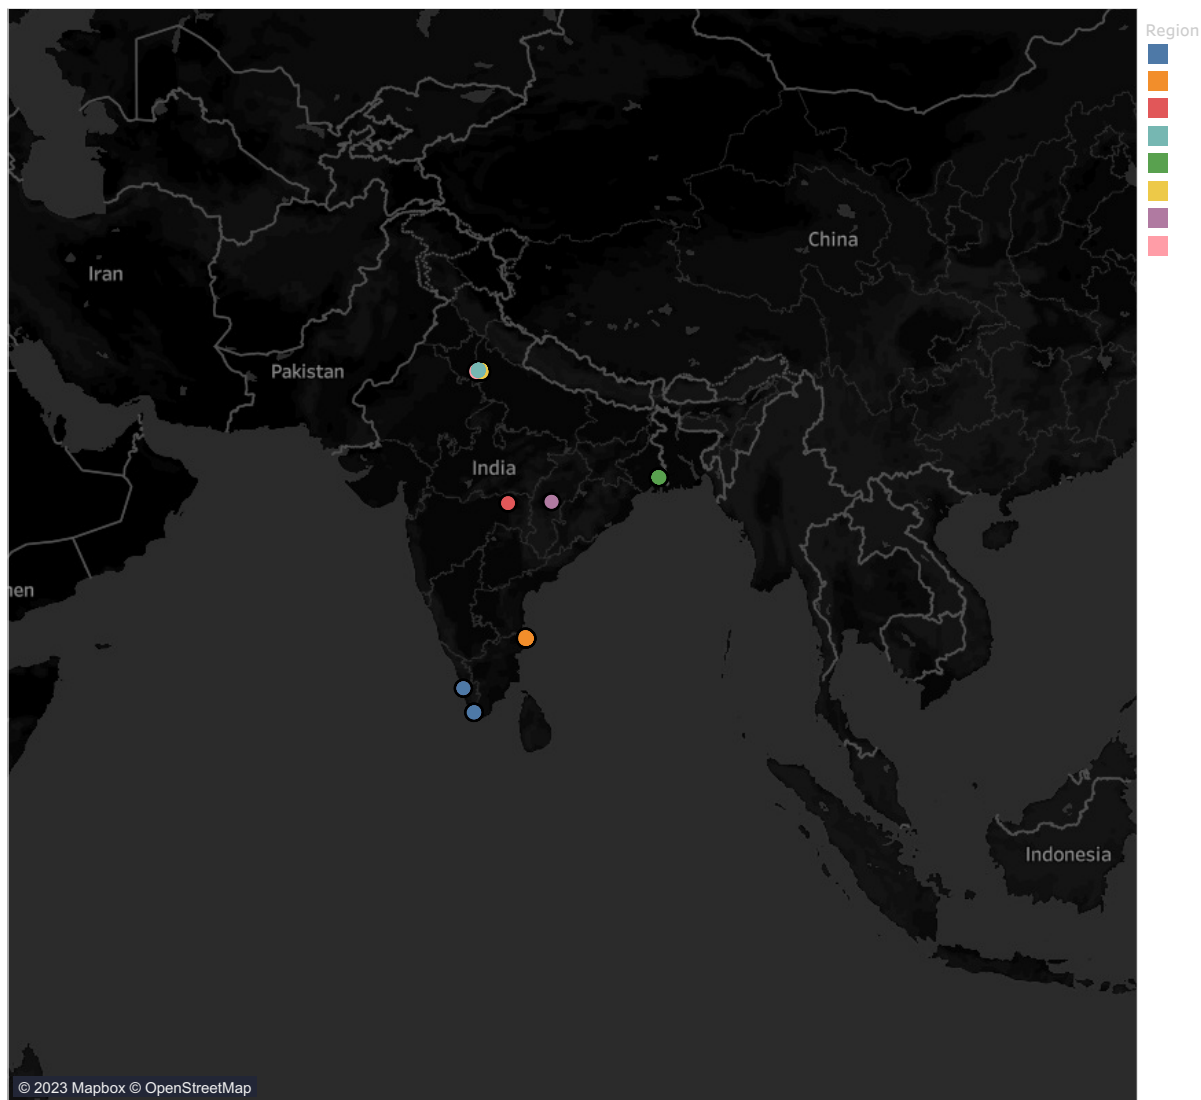 Region
China
Iran
Pakistan
India
nen
Indonesia
© 2023 Mapbox © OpenStreetMap